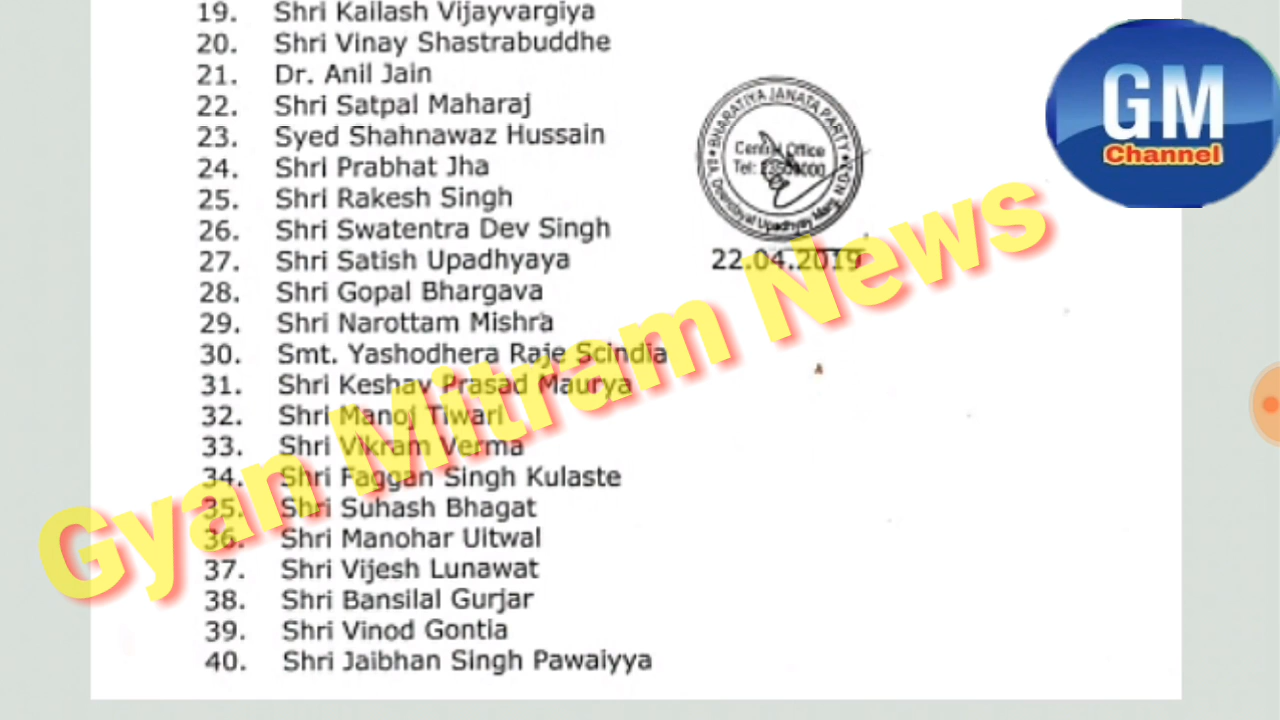 19. Shri Kailash Vijayvargiya
20. Shri Vinay Shastrabuddhe
21. Dr. Anil Jain
22. Shri Satpal Maharaj
23. Syed Shahnawaz Hussain
24. Shri Prabhat Jha
25. Shri Rakesh Singh
26. Shri Swatentra Dev Singh
27. Shri Satish Upadhyaya
28. Shri Gopal Bhargava
29. Shri Narottam Mishra
30. Smt. Yashodhera Raje Scindia
31. Shri Keshav Prasad Maurya
32. Shri Manoj Tiwari
33. Shri Vikram Verma
34. Shri Faggan Singh Kulaste
35. Shri Suhash Bhagat
36. Shri Manohar Uitwal
37. Shri Vijesh Lunawat
38. Shri Bansilal Gurjar
39. Shri Vinod Gontia
40. Shri Jaibhan Singh Pawaiyya
BHARATIYA JANATA PARTY
Central Office
Tel:
Deendayal Upadhyay Marg, N.D.
22.04.2019
GM
Channel
Gyan Mitram News